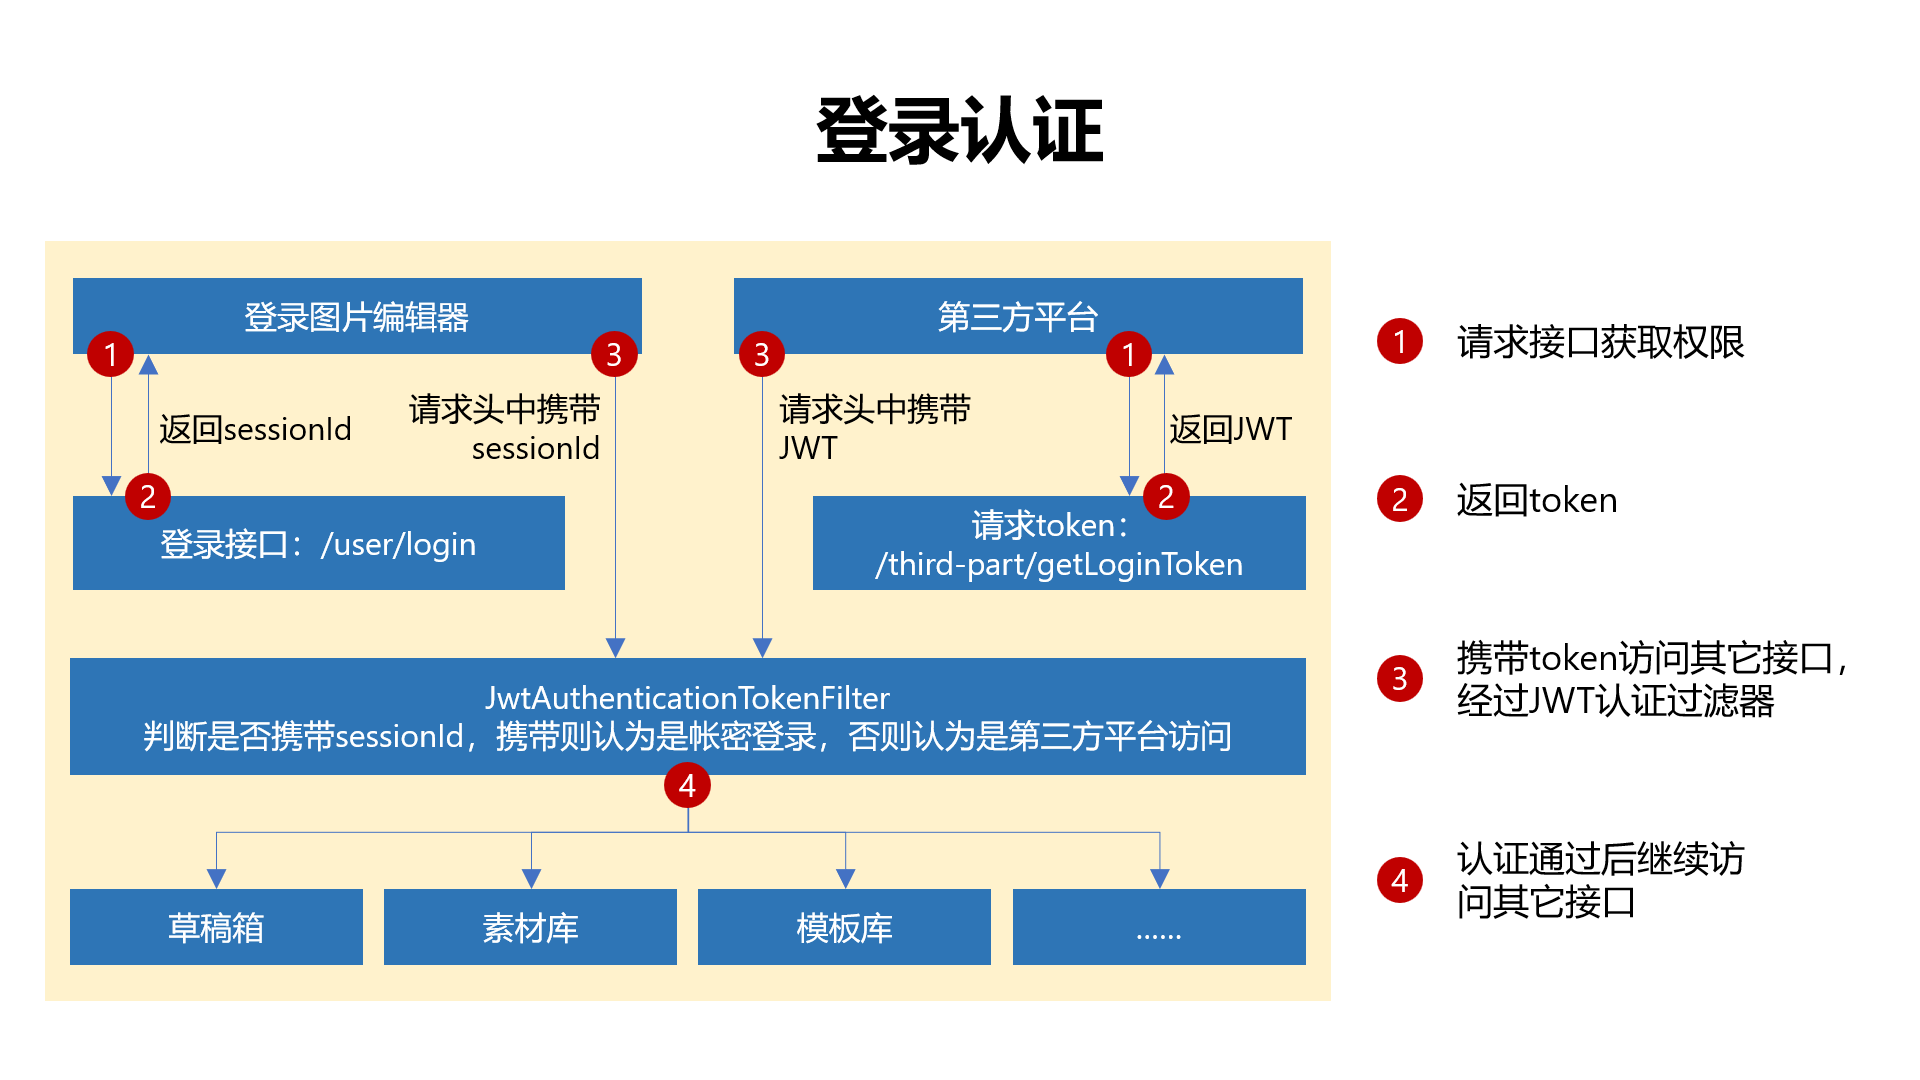 登录认证
登录图片编辑器
第三方平台
1
3
3
1
返回sessionId
请求头中携带
sessionId
请求头中携带
JWT
返回JWT
2
2
登录接口：/user/login
请求token：
/third-part/getLoginToken
JwtAuthenticationTokenFilter
判断是否携带sessionId，携带则认为是帐密登录，否则认为是第三方平台访问
4
草稿箱
素材库
模板库
……
1
请求接口获取权限
2
返回token
3
携带token访问其它接口，
经过JWT认证过滤器
4
认证通过后继续访
问其它接口